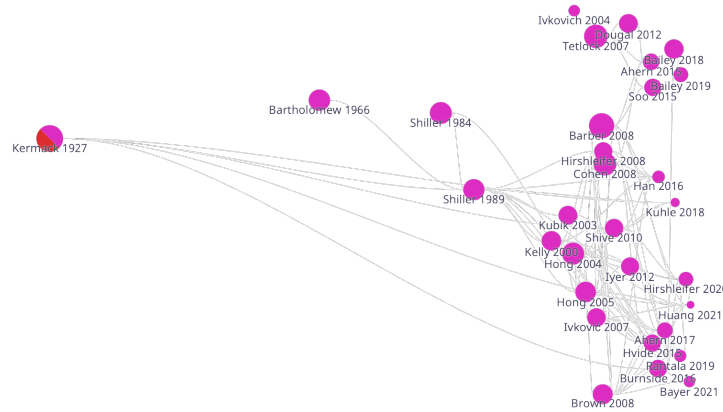 Ivkovich 2004
Dougal 2012
Tetlock 2007
Bailey 2018
Ahern 2015
Bailey 2019
Soo 2015
Bartholomew 1966
Shiller 1984
Barber 2008
Kermack 1927
Hirshleifer 2008
Cohen 2008
Han 2016
Shiller 1989
Kuhle 2018
Kubik 2003
Shive 2010
Kelly 2000
Hong 2004
Iyer 2012
Hirshleifer 2020
Hong 2005
Huang 2021
Ivkovic 2007
Ahern 2017
Hvide 2015
Rantala 2019
Burnside 2016
Bayer 2021
Brown 2008